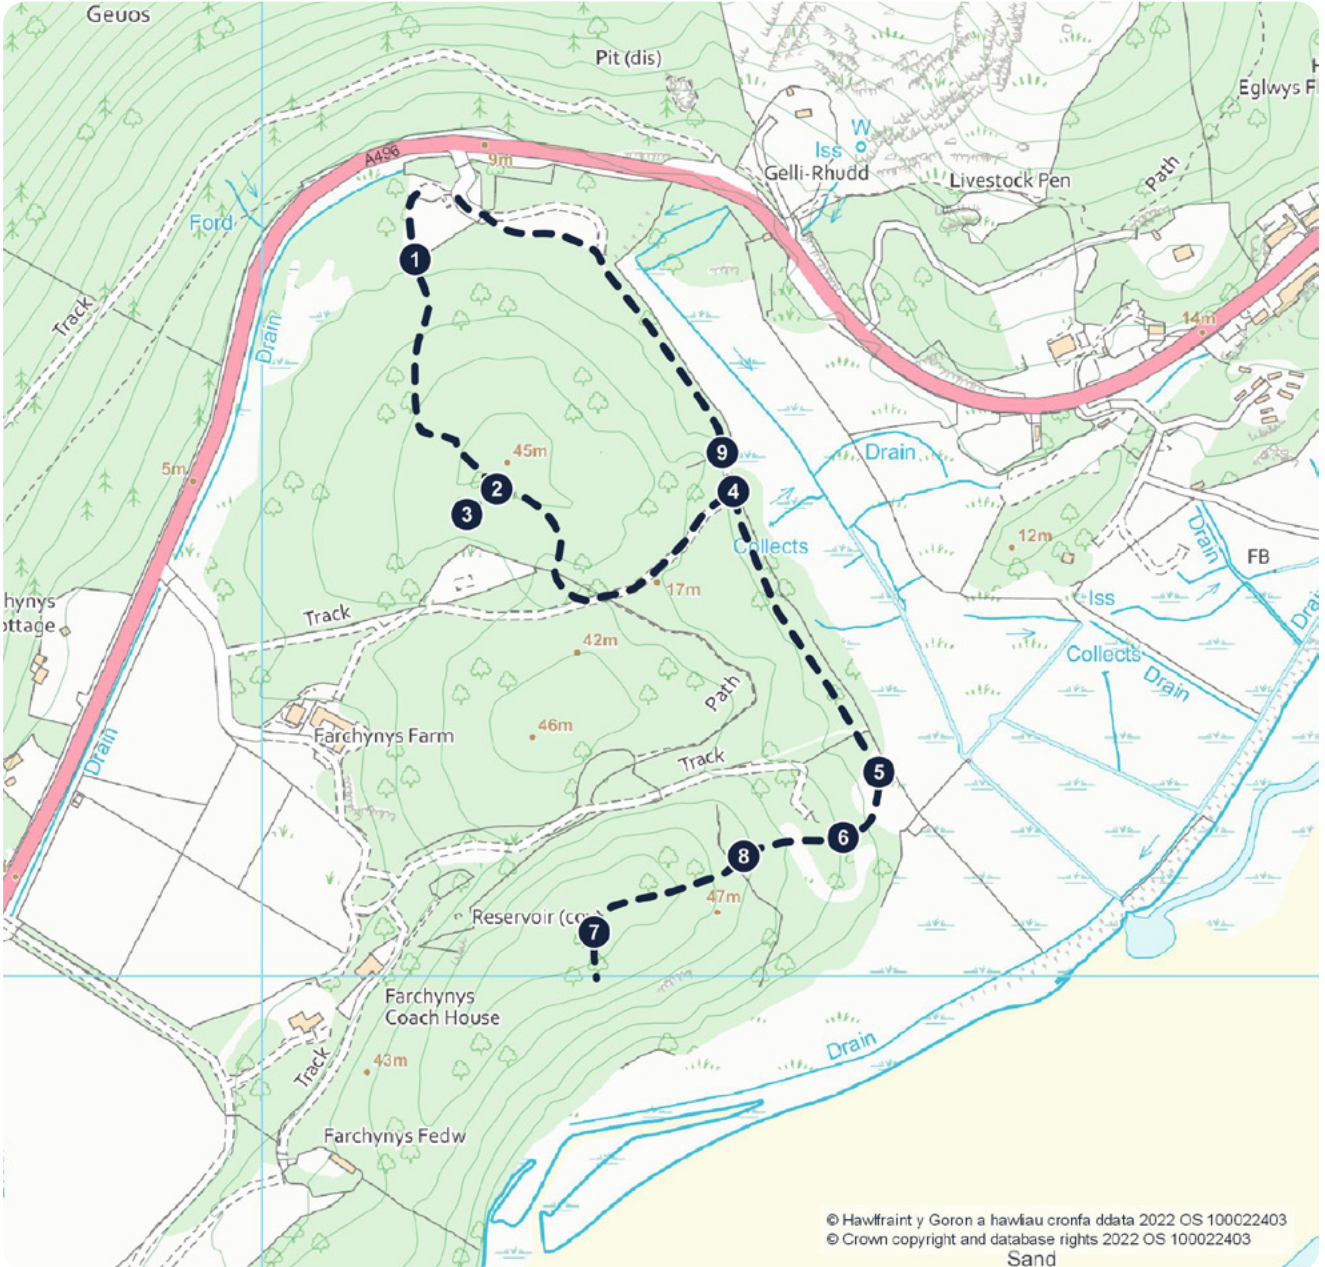 Geuos
Pit (dis)
Eglwys Fl
A496
9m
W
Iss
Gelli-Rhudd
Livestock Pen
Path
Ford
1
Track
Drain
14m
45m
5m
2
3
9
4
Drain
Collects
12m
Drain
FB
17m
hynys
ottage
Track
Iss
Drain
42m
Collects
Drain
Path
46m
Farchynys Farm
Drain
Track
5
6
8
47m
Reservoir (cov)
7
Farchynys
Coach House
Track
43m
Drain
Farchynys Fedw
© Hawlfraint y Goron a hawliau cronfa ddata 2022 OS 100022403
© Crown copyright and database rights 2022 OS 100022403
Sand